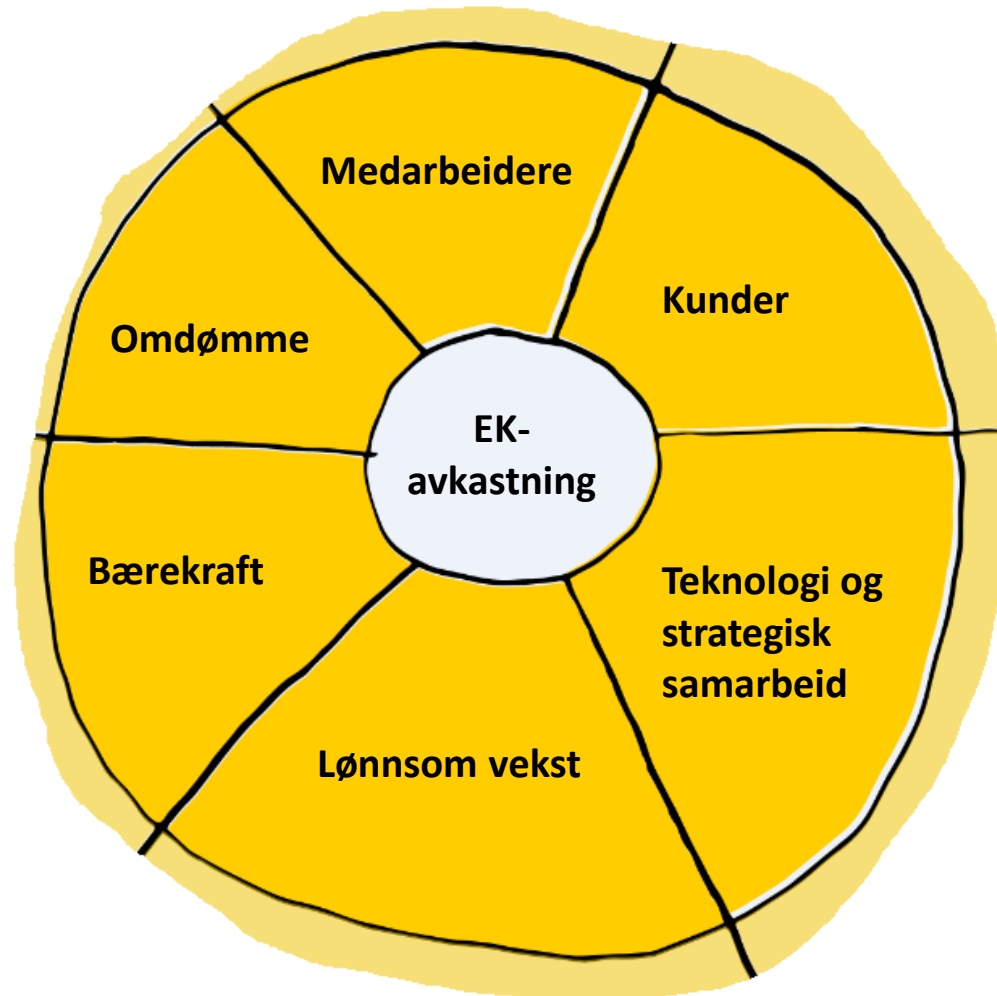 Medarbeidere
Kunder
Omdømme
EK-
avkastning
Bærekraft
Teknologi og
strategisk
samarbeid
Lønnsom vekst